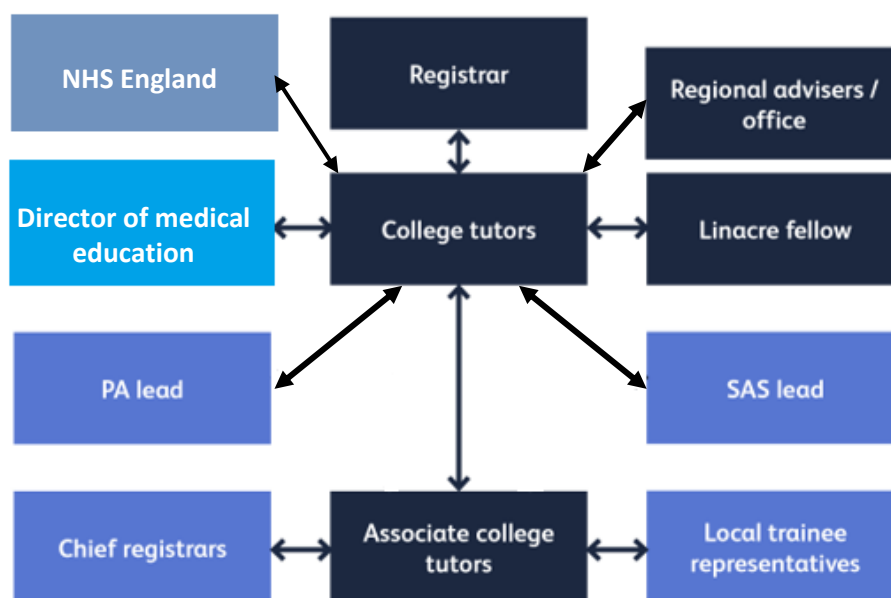 NHS England
Registrar
Regional advisers /
office
Director of medical
education
College tutors
Linacre fellow
PA lead
SAS lead
Chief registrars
Associate college
tutors
Local trainee
representatives